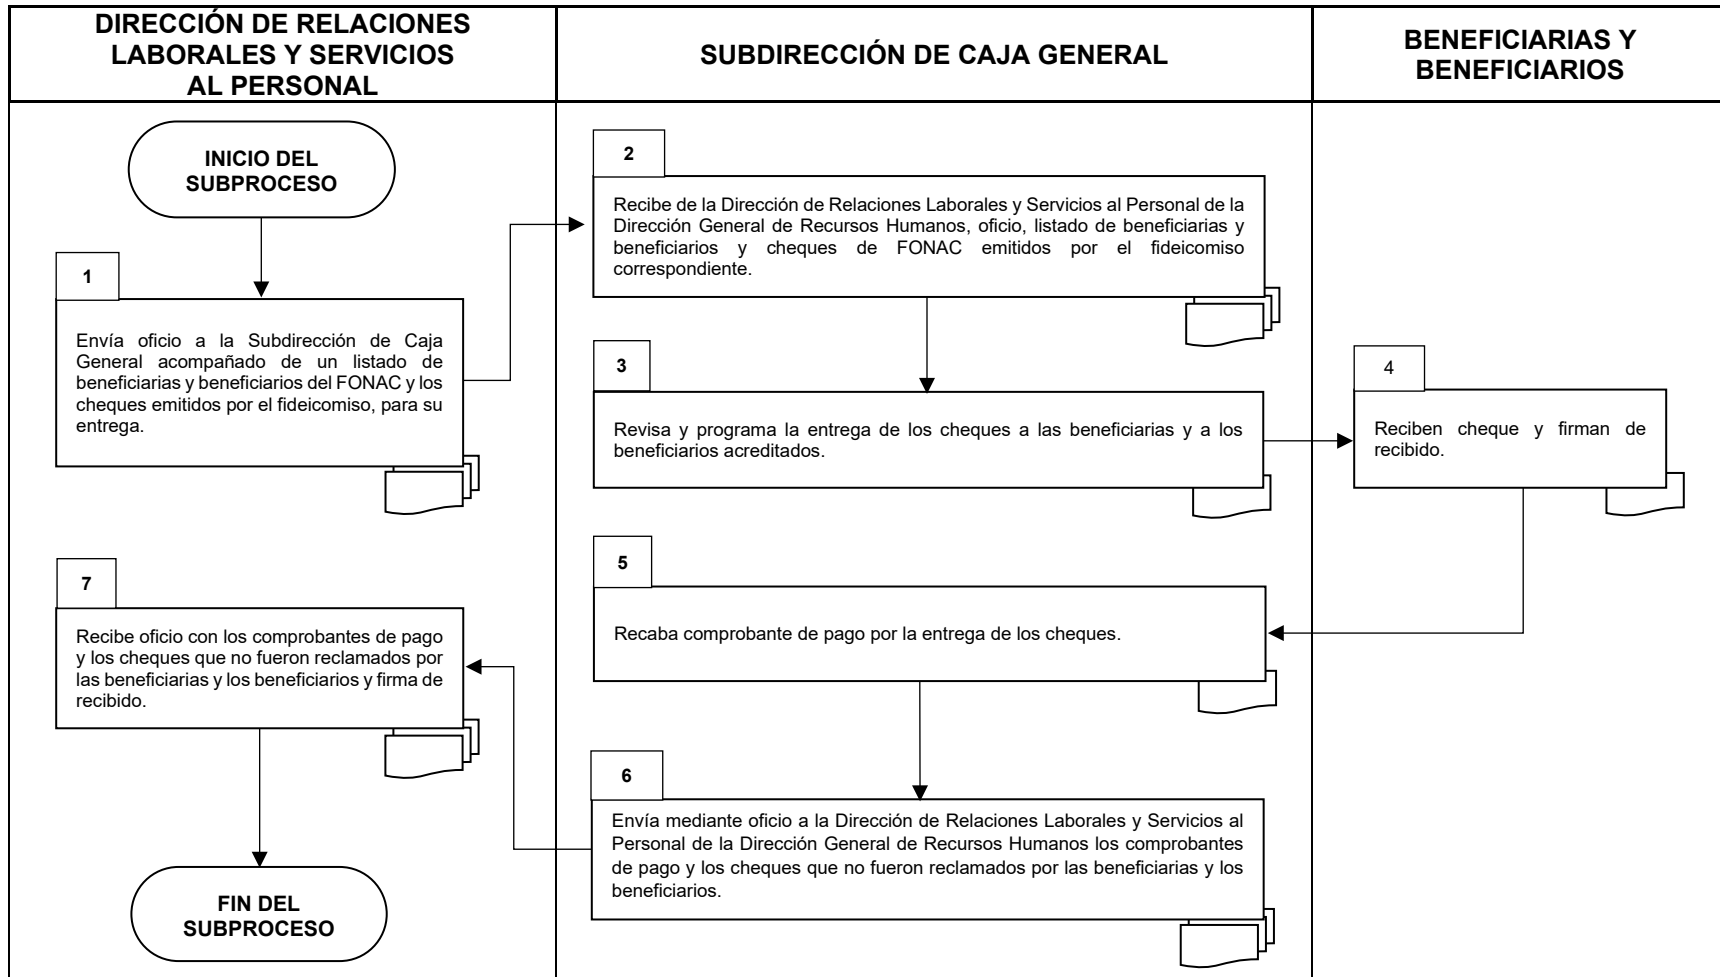 DIRECCIÓN DE RELACIONES
LABORALES Y SERVICIOS
AL PERSONAL
SUBDIRECCIÓN DE CAJA GENERAL
BENEFICIARIAS Y
BENEFICIARIOS
INICIO DEL
SUBPROCESO
1
Envía oficio a la Subdirección de Caja
General acompañado de un listado de
beneficiarias y beneficiarios del FONAC y los
cheques emitidos por el fideicomiso, para su
entrega.
2
Recibe de la Dirección de Relaciones Laborales y Servicios al Personal de la
Dirección General de Recursos Humanos, oficio, listado de beneficiarias y
beneficiarios y cheques de FONAC emitidos por el fideicomiso
correspondiente.
3
Revisa y programa la entrega de los cheques a las beneficiarias y a los
beneficiarios acreditados.
4
Reciben cheque y firman de
recibido.
5
Recaba comprobante de pago por la entrega de los cheques.
6
Envía mediante oficio a la Dirección de Relaciones Laborales y Servicios al
Personal de la Dirección General de Recursos Humanos los comprobantes
de pago y los cheques que no fueron reclamados por las beneficiarias y los
beneficiarios.
7
Recibe oficio con los comprobantes de pago
y los cheques que no fueron reclamados por
las beneficiarias y los beneficiarios y firma de
recibido.
FIN DEL
SUBPROCESO